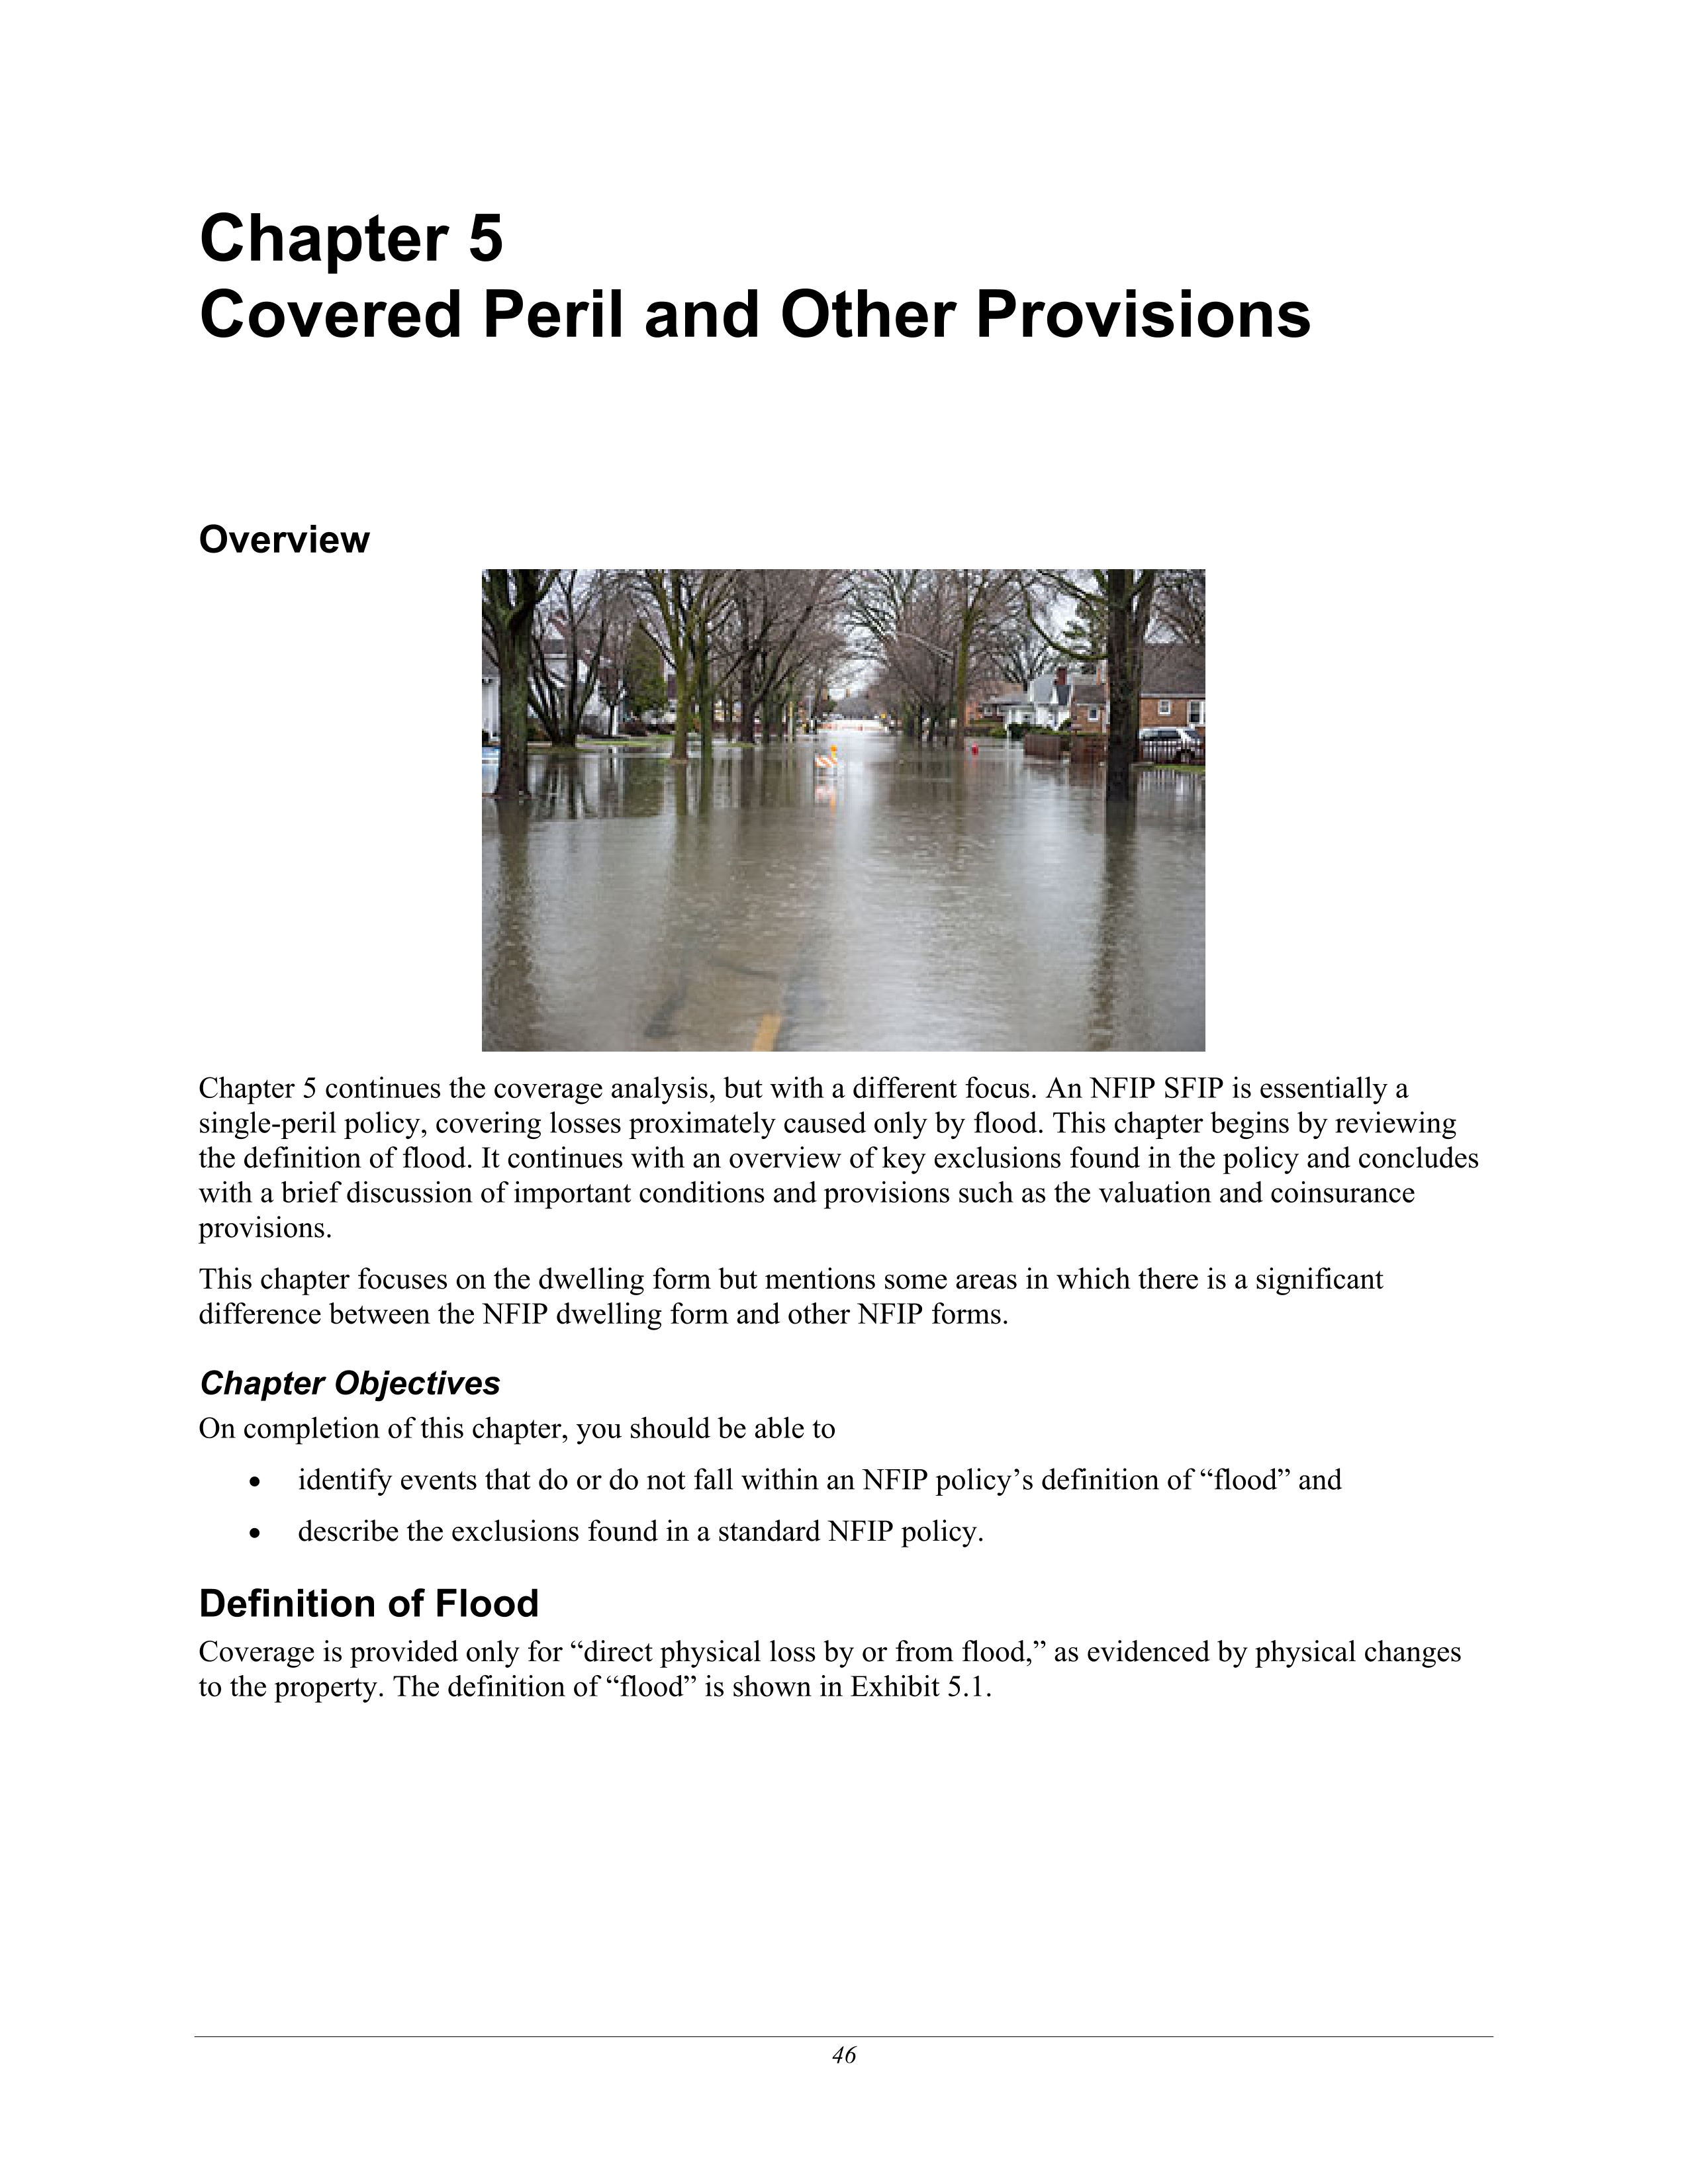 Chapter 5
Covered Peril and Other Provisions
Overview
Chapter 5 continues the coverage analysis, but with a different focus. An NFIP SFIP is essentially a
single-peril policy, covering losses proximately caused only by flood. This chapter begins by reviewing
the definition of flood. It continues with an overview of key exclusions found in the policy and concludes
with a brief discussion of important conditions and provisions such as the valuation and coinsurance
provisions.
This chapter focuses on the dwelling form but mentions some areas in which there is a significant
difference between the NFIP dwelling form and other NFIP forms.
Chapter Objectives
On completion of this chapter, you should be able to
• identify events that do or do not fall within an NFIP policy’s definition of “flood” and
• describe the exclusions found in a standard NFIP policy.
Definition of Flood
Coverage is provided only for “direct physical loss by or from flood,” as evidenced by physical changes
to the property. The definition of “flood” is shown in Exhibit 5.1.
46